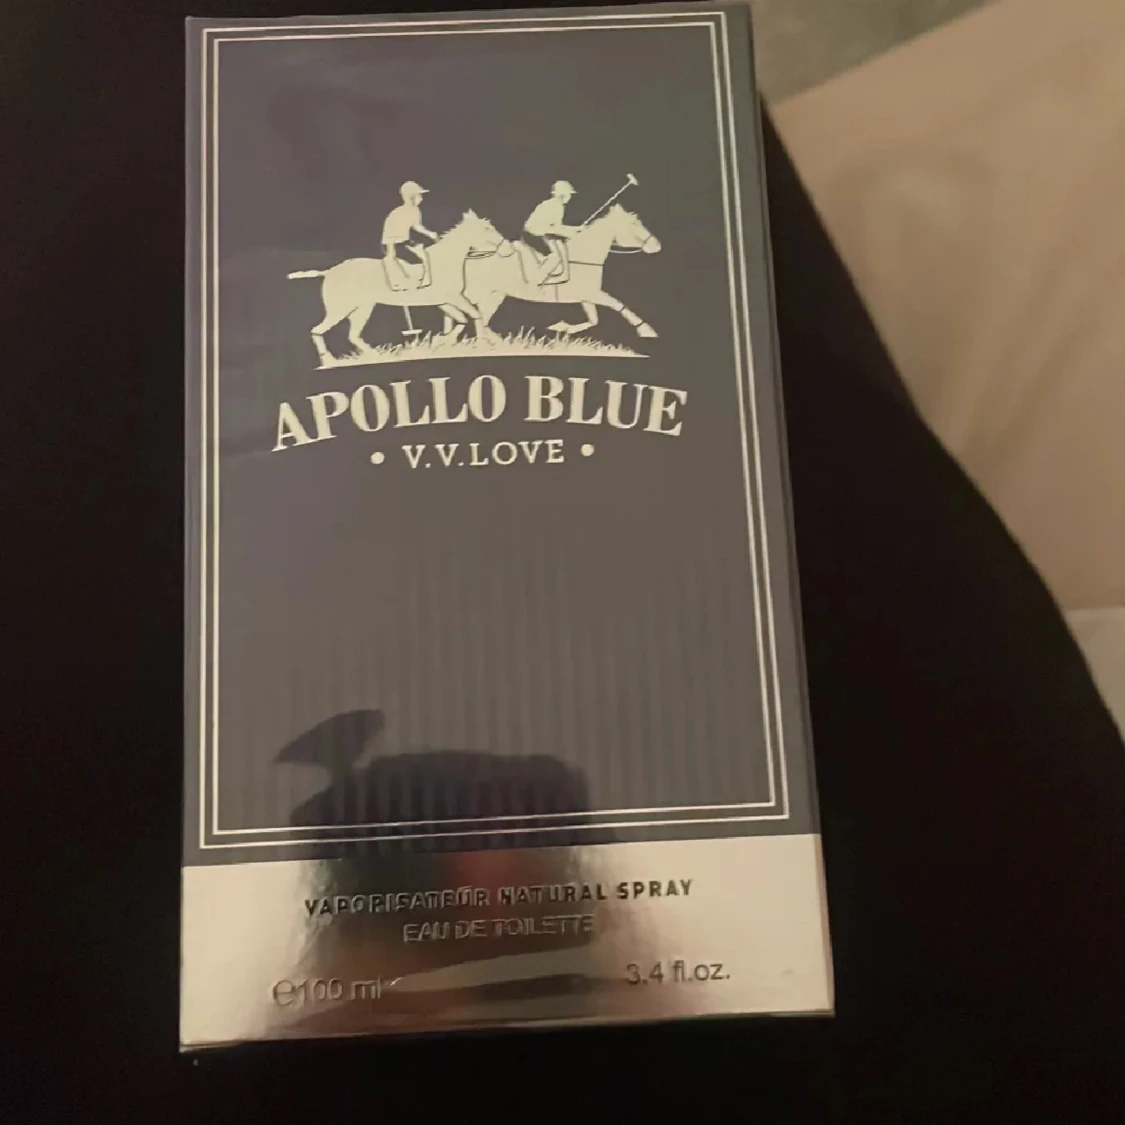 APOLLO BLUE
• V.V.LOVE •
VAPORISATEUR NATURAL SPRAY
EAU DE TOILETTE
℮100 ml 3.4 fl.oz.